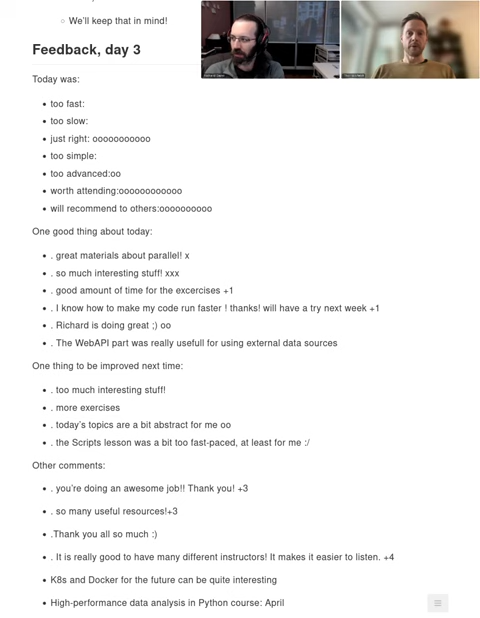 We'll keep that in mind!
Feedback, day 3
Today was:
too fast:
too slow:
just right: ooooooooooo
too simple:
too advanced:oo
worth attending:oooooooooooo
will recommend to others:oooooooooo
One good thing about today:
. great materials about parallel! x
. so much interesting stuff! xxx
. good amount of time for the excercises +1
. I know how to make my code run faster ! thanks! will have a try next week +1
. Richard is doing great ;) oo
. The WebAPI part was really usefull for using external data sources
One thing to be improved next time:
. too much interesting stuff!
. more exercises
. today's topics are a bit abstract for me oo
. the Scripts lesson was a bit too fast-paced, at least for me :/
Other comments:
. you're doing an awesome job!! Thank you! +3
. so many useful resources!+3
.Thank you all so much :)
. It is really good to have many different instructors! It makes it easier to listen. +4
K8s and Docker for the future can be quite interesting
High-performance data analysis in Python course: April